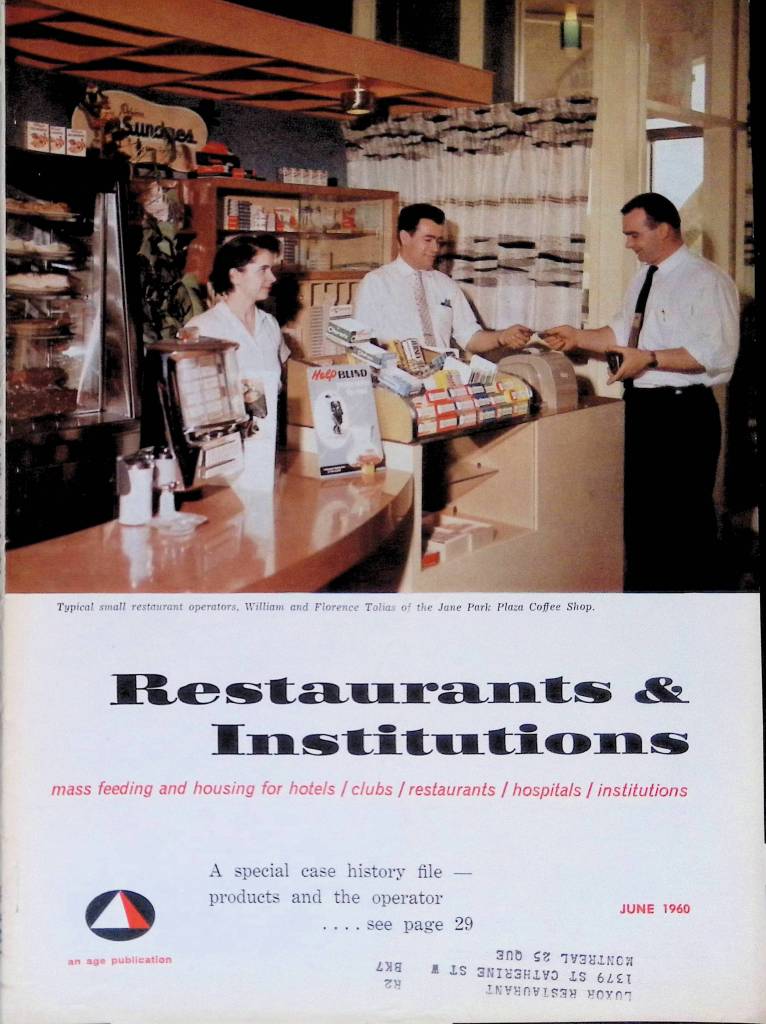 Sundaes
Help BLIND
Typical small restaurant operators, William and Florence Tolias of the Jane Park Plaza Coffee Shop.
Restaurants &
Institutions
mass feeding and housing for hotels / clubs / restaurants / hospitals / institutions
A special case history file —
products and the operator
.... see page 29
JUNE 1960
an age publication
LUXOR RESTAURANT R2
1379 ST CATHERINE ST W BK7
MONTREAL 25 QUE